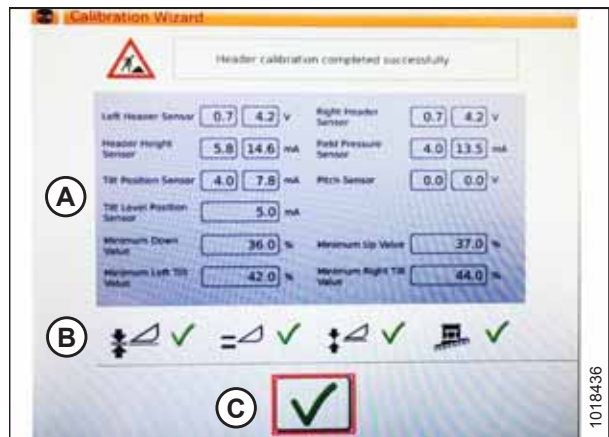 Calibration Wizard
Header calibration completed successfully
Left Header Sensor 0.7 4.2 v
Right Header Sensor 0.7 4.2 v
Header Height Sensor 5.8 14.6 mA
Field Pressure Sensor 4.0 13.5 mA
Tilt Position Sensor 4.0 7.8 mA
Pitch Sensor 0.0 0.0 v
Tilt Level Position Sensor 5.0 mA
Minimum Down Value 36.0 %
Minimum Up Value 37.0 %
Minimum Left Tilt Value 42.0 %
Minimum Right Tilt Value 44.0 %
A
B
C
1018436